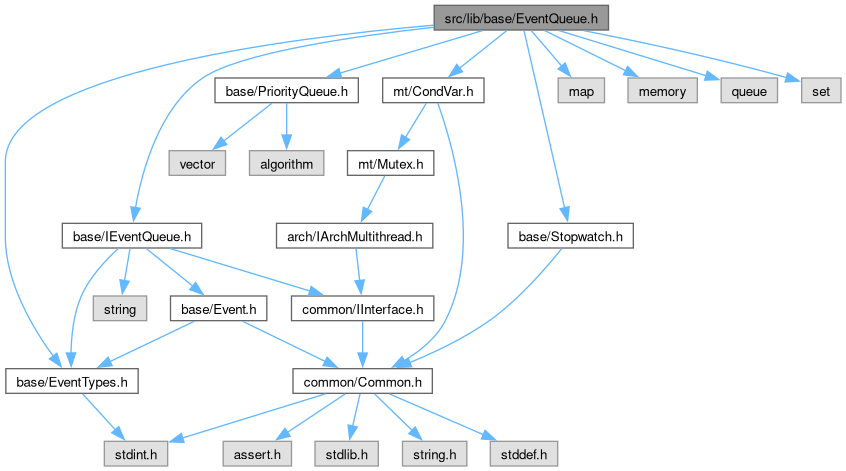 src/lib/base/EventQueue.h
base/PriorityQueue.h
mt/CondVar.h
map
memory
queue
set
vector
algorithm
mt/Mutex.h
base/IEventQueue.h
arch/IArchMultithread.h
base/Stopwatch.h
string
base/Event.h
common/IInterface.h
base/EventTypes.h
common/Common.h
stdint.h
assert.h
stdlib.h
string.h
stddef.h